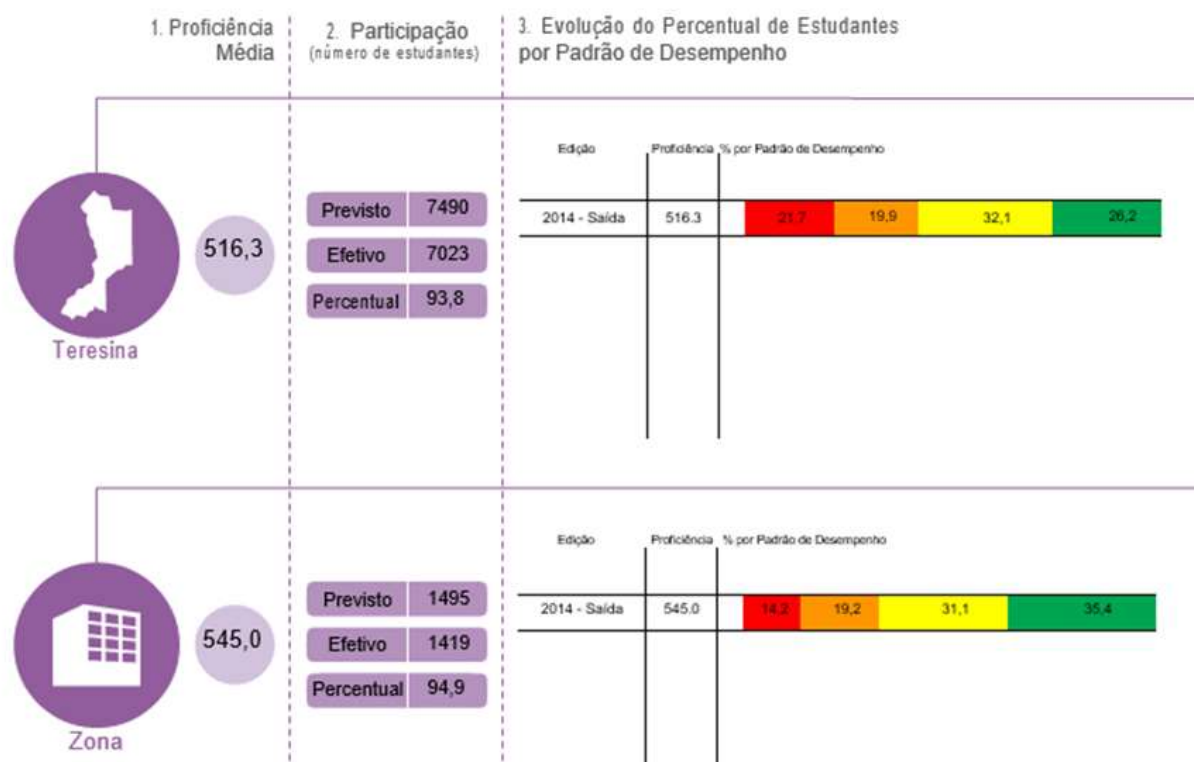 1. Proficiência
Média
2. Participação
(número de estudantes)
3. Evolução do Percentual de Estudantes
por Padrão de Desempenho
Edição Proficiência % por Padrão de Desempenho
516,3
Previsto 7490
Efetivo 7023
Percentual 93,8
2014 - Saída 516.3 21,7 19,9 32,1 26,2
Teresina
Edição Proficiência % por Padrão de Desempenho
545,0
Previsto 1495
Efetivo 1419
Percentual 94,9
2014 - Saída 545.0 14,2 19,2 31,1 35,4
Zona